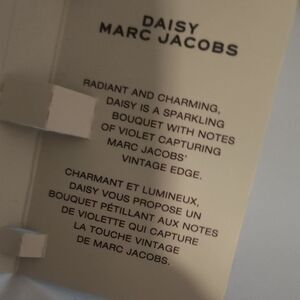 DAISY
MARC JACOBS
RADIANT AND CHARMING,
DAISY IS A SPARKLING
BOUQUET WITH NOTES
OF VIOLET CAPTURING
MARC JACOBS'
VINTAGE EDGE.
CHARMANT ET LUMINEUX,
DAISY VOUS PROPOSE UN
BOUQUET PÉTILLANT AUX NOTES
DE VIOLETTE QUI CAPTURE
LA TOUCHE VINTAGE
DE MARC JACOBS.